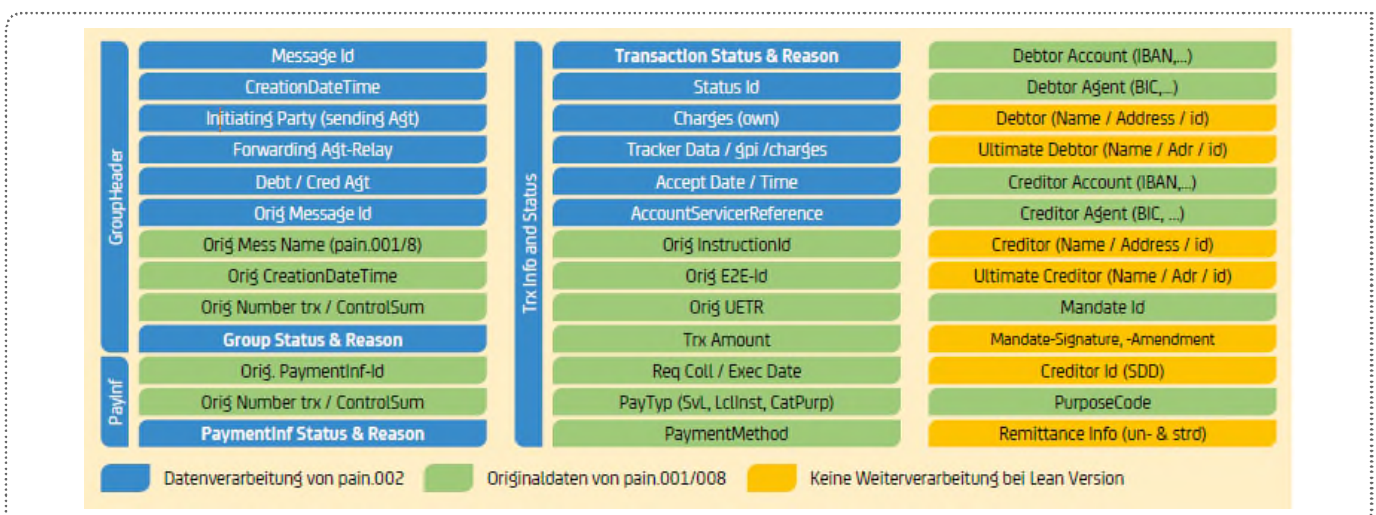 GroupHeader
Message Id
CreationDateTime
Initiating Party (sending Agt)
Forwarding Agt-Relay
Debt / Cred Agt
Orig Message Id
Orig Mess Name (pain.001/8)
Orig CreationDateTime
Orig Number trx / ControlSum
Group Status & Reason
PayInf
Orig. PaymentInf-Id
Orig Number trx / ControlSum
PaymentInf Status & Reason
Trx Info and Status
Transaction Status & Reason
Status Id
Charges (own)
Tracker Data / gpi /charges
Accept Date / Time
AccountServicerReference
Orig InstructionId
Orig E2E-Id
Orig UETR
Trx Amount
Req Coll / Exec Date
PayTyp (SvL, LclInst, CatPurp)
PaymentMethod
Debtor Account (IBAN,...)
Debtor Agent (BIC,...)
Debtor (Name / Address / id)
Ultimate Debtor (Name / Adr / id)
Creditor Account (IBAN,...)
Creditor Agent (BIC, ...)
Creditor (Name / Address / id)
Ultimate Creditor (Name / Adr / id)
Mandate Id
Mandate-Signature, -Amendment
Creditor Id (SDD)
PurposeCode
Remittance Info (un- & strd)
Datenverarbeitung von pain.002
Originaldaten von pain.001/008
Keine Weiterverarbeitung bei Lean Version